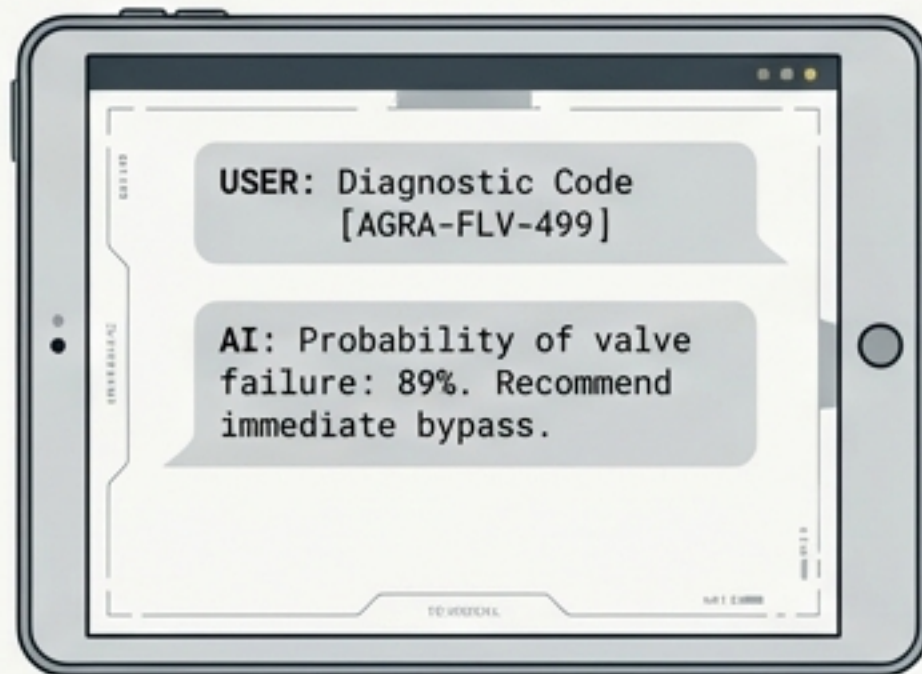 USER: Diagnostic Code
[AGRA-FLV-499]
AI: Probability of valve
failure: 89%. Recommend
immediate bypass.